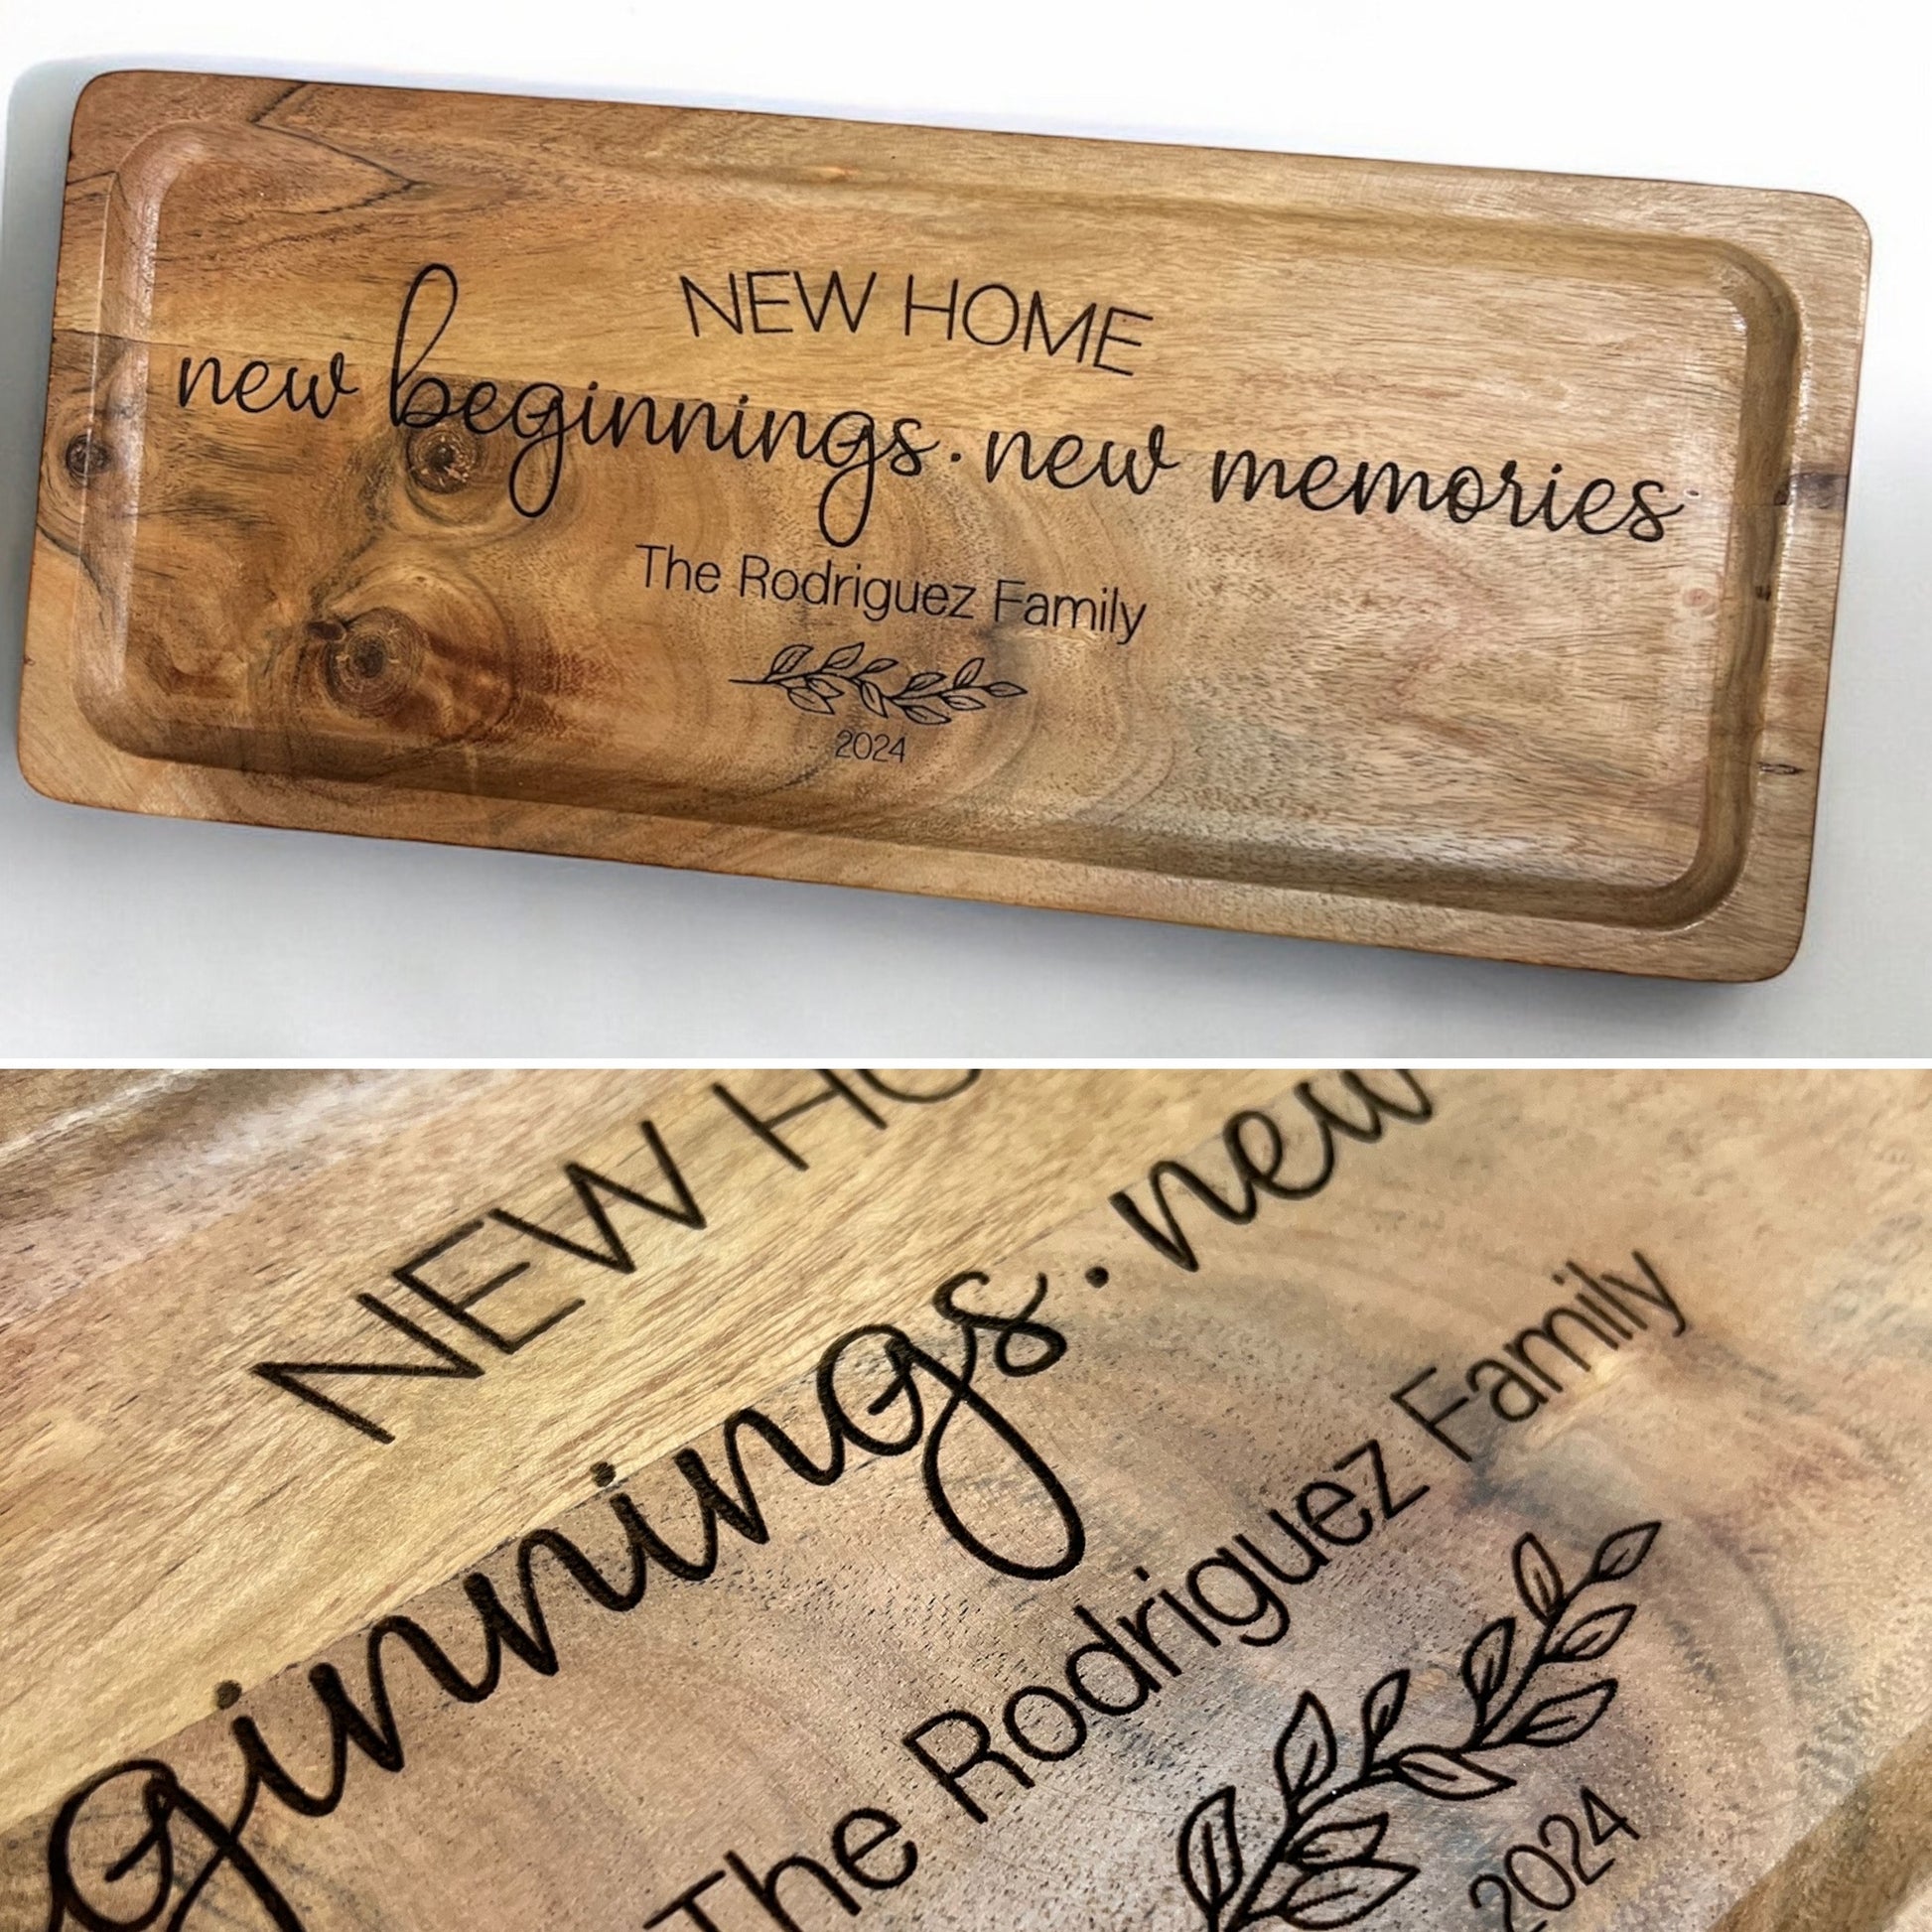 NEW HOME
new beginnings. new memories
The Rodriguez Family
2024
NEW HO
ginnings. new
The Rodriguez Family
2024